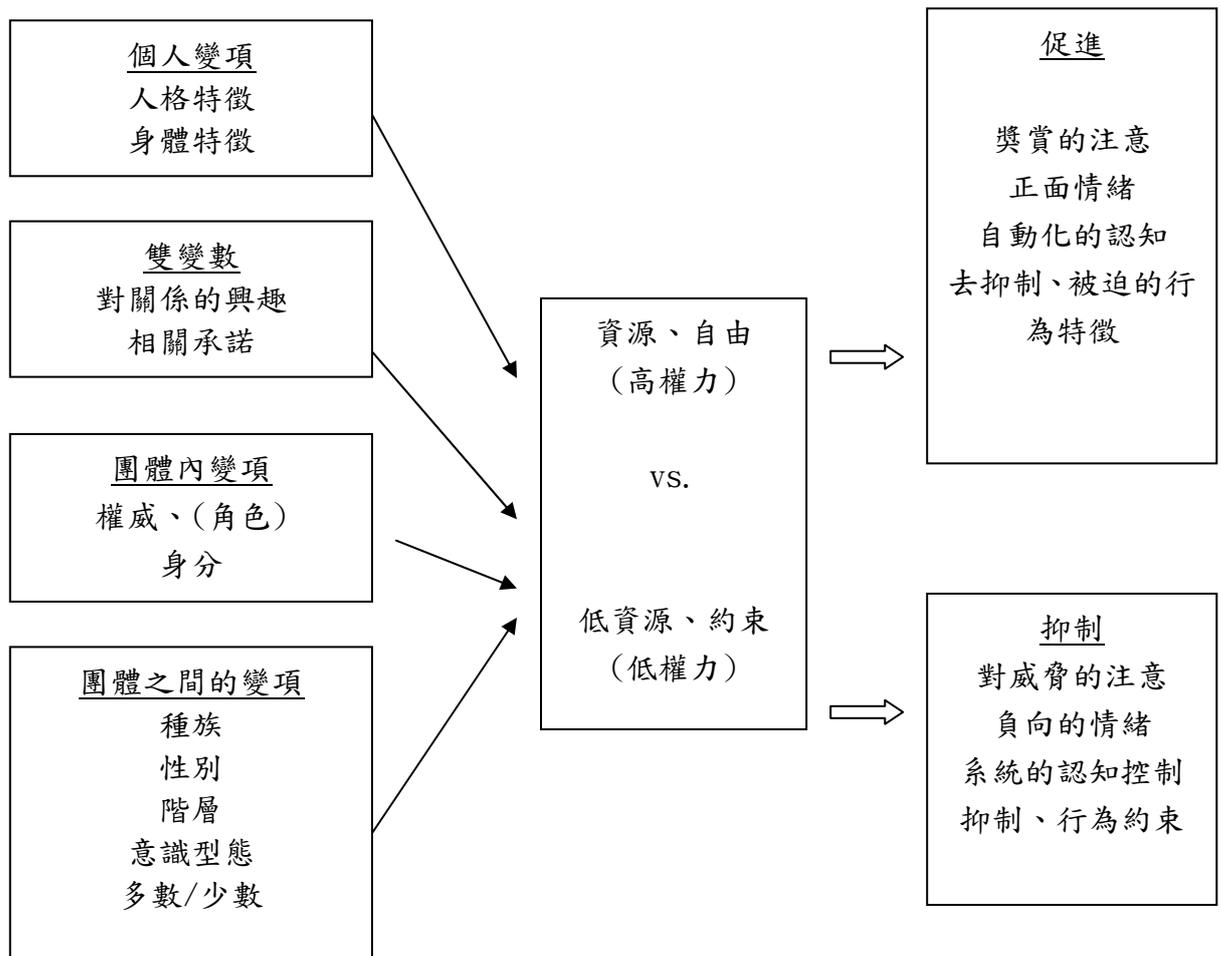 個人變項
人格特徵
身體特徵
雙變數
對關係的興趣
相關承諾
團體內變項
權威、(角色)
身分
團體之間的變項
種族
性別
階層
意識型態
多數/少數
資源、自由
(高權力)
vs.
低資源、約束
(低權力)
促進
獎賞的注意
正面情緒
自動化的認知
去抑制、被迫的行
為特徵
抑制
對威脅的注意
負向的情緒
系統的認知控制
抑制、行為約束